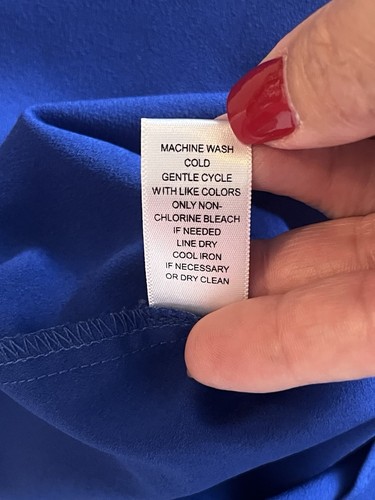 MACHINE WASH
COLD
GENTLE CYCLE
WITH LIKE COLORS
ONLY NON-
CHLORINE BLEACH
IF NEEDED
LINE DRY
COOL IRON
IF NECESSARY
OR DRY CLEAN